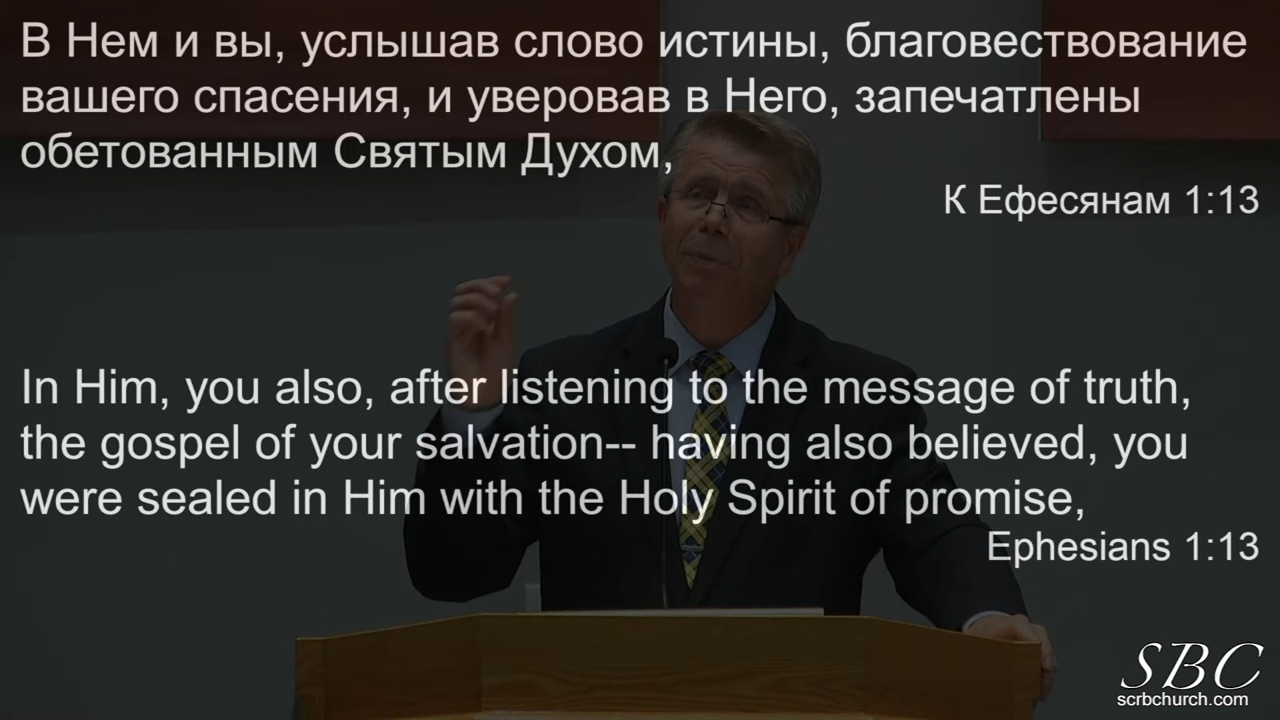 В Нем и вы, услышав слово истины, благовествование
вашего спасения, и уверовав в Него, запечатлены
обетованным Святым Духом,
К Ефесянам 1:13
In Him, you also, after listening to the message of truth,
the gospel of your salvation-- having also believed, you
were sealed in Him with the Holy Spirit of promise,
Ephesians 1:13
SBC
scrbchurch.com